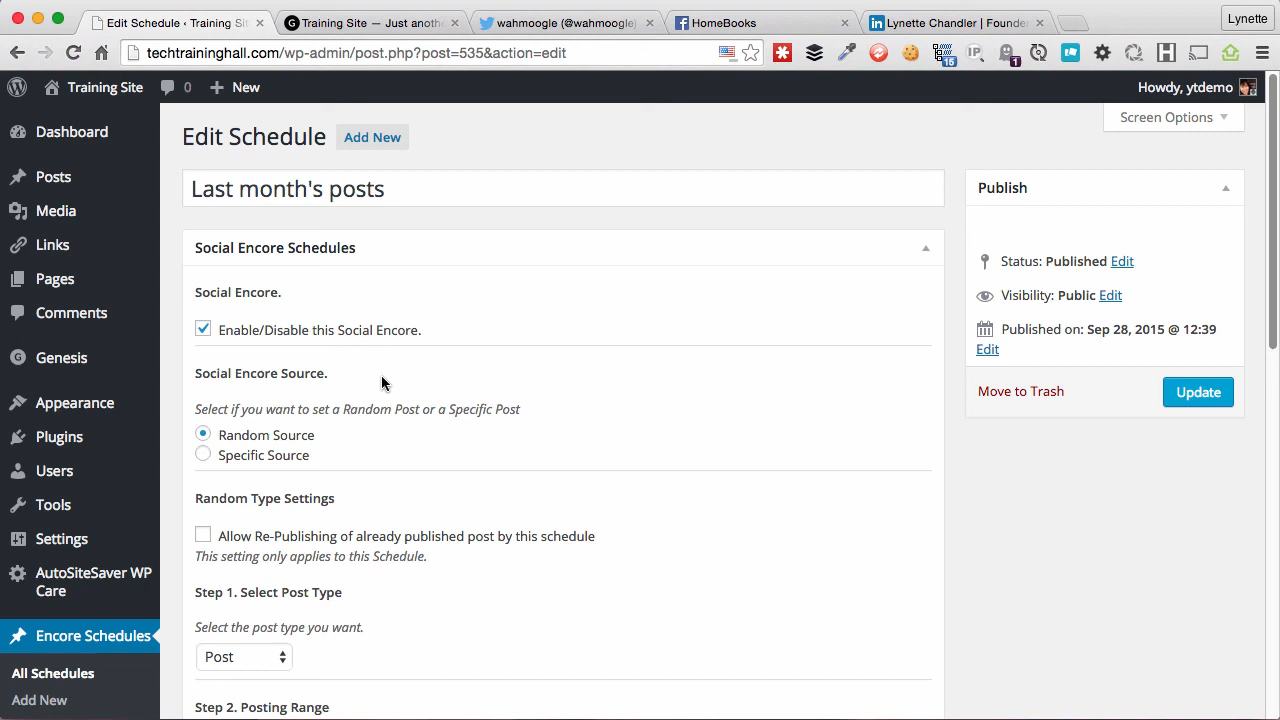 Edit Schedule ‹ Training Sit
Training Site — Just anoth
wahmoogle (@wahmoogle)
HomeBooks
Lynette Chandler | Founder
Lynette
techtraininghall.com/wp-admin/post.php?post=535&action=edit
IP
15
1
Training Site
0
New
Howdy, ytdemo
Screen Options
Dashboard
Posts
Media
Links
Pages
Comments
Genesis
Appearance
Plugins
Users
Tools
Settings
AutoSiteSaver WP
Care
Encore Schedules
All Schedules
Add New
Edit Schedule
Add New
Last month's posts
Social Encore Schedules
Social Encore.
Enable/Disable this Social Encore.
Social Encore Source.
Select if you want to set a Random Post or a Specific Post
Random Source
Specific Source
Random Type Settings
Allow Re-Publishing of already published post by this schedule
This setting only applies to this Schedule.
Step 1. Select Post Type
Select the post type you want.
Post
Step 2. Posting Range
Publish
Status: Published Edit
Visibility: Public Edit
Published on: Sep 28, 2015 @ 12:39
Edit
Move to Trash
Update